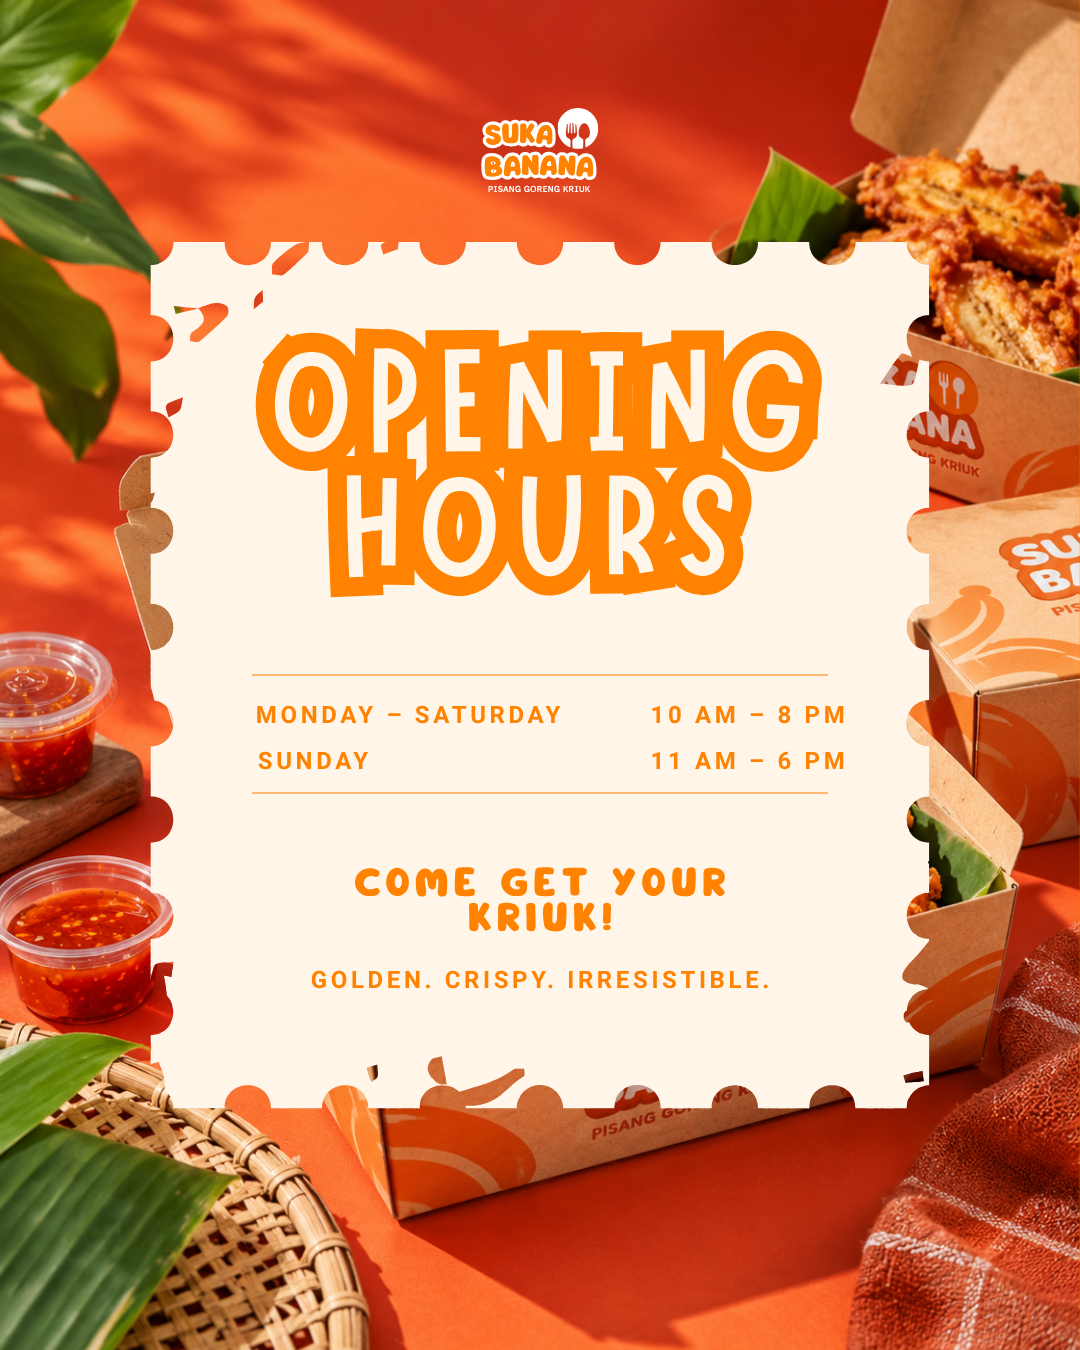 SUKA
BANANA
PISANG GORENG KRIUK
OPENING
HOURS
MONDAY – SATURDAY 10 AM – 8 PM
SUNDAY 11 AM – 6 PM
COME GET YOUR
KRIUK!
GOLDEN. CRISPY. IRRESISTIBLE.